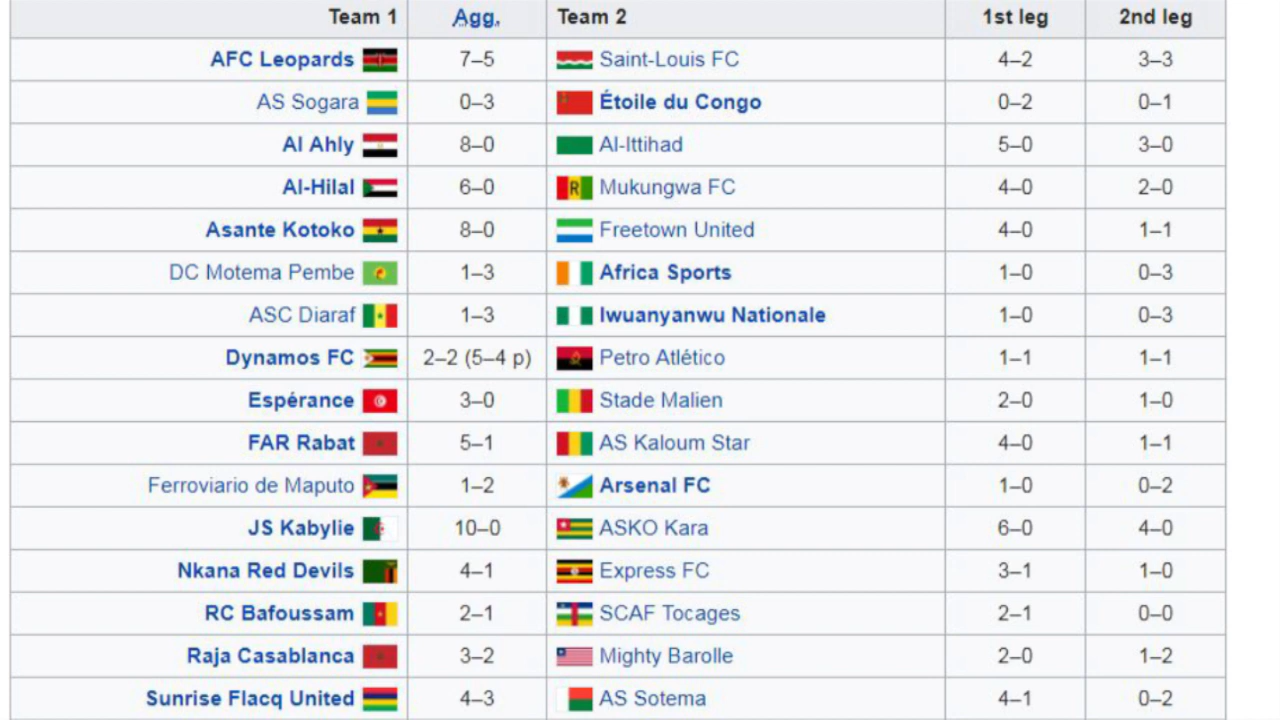 Team 1 Agg. Team 2 1st leg 2nd leg
AFC Leopards 7–5 Saint-Louis FC 4–2 3–3
AS Sogara 0–3 Étoile du Congo 0–2 0–1
Al Ahly 8–0 Al-Ittihad 5–0 3–0
Al-Hilal 6–0 Mukungwa FC 4–0 2–0
Asante Kotoko 8–0 Freetown United 4–0 1–1
DC Motema Pembe 1–3 Africa Sports 1–0 0–3
ASC Diaraf 1–3 Iwuanyanwu Nationale 1–0 0–3
Dynamos FC 2–2 (5–4 p) Petro Atlético 1–1 1–1
Espérance 3–0 Stade Malien 2–0 1–0
FAR Rabat 5–1 AS Kaloum Star 4–0 1–1
Ferroviario de Maputo 1–2 Arsenal FC 1–0 0–2
JS Kabylie 10–0 ASKO Kara 6–0 4–0
Nkana Red Devils 4–1 Express FC 3–1 1–0
RC Bafoussam 2–1 SCAF Tocages 2–1 0–0
Raja Casablanca 3–2 Mighty Barolle 2–0 1–2
Sunrise Flacq United 4–3 AS Sotema 4–1 0–2